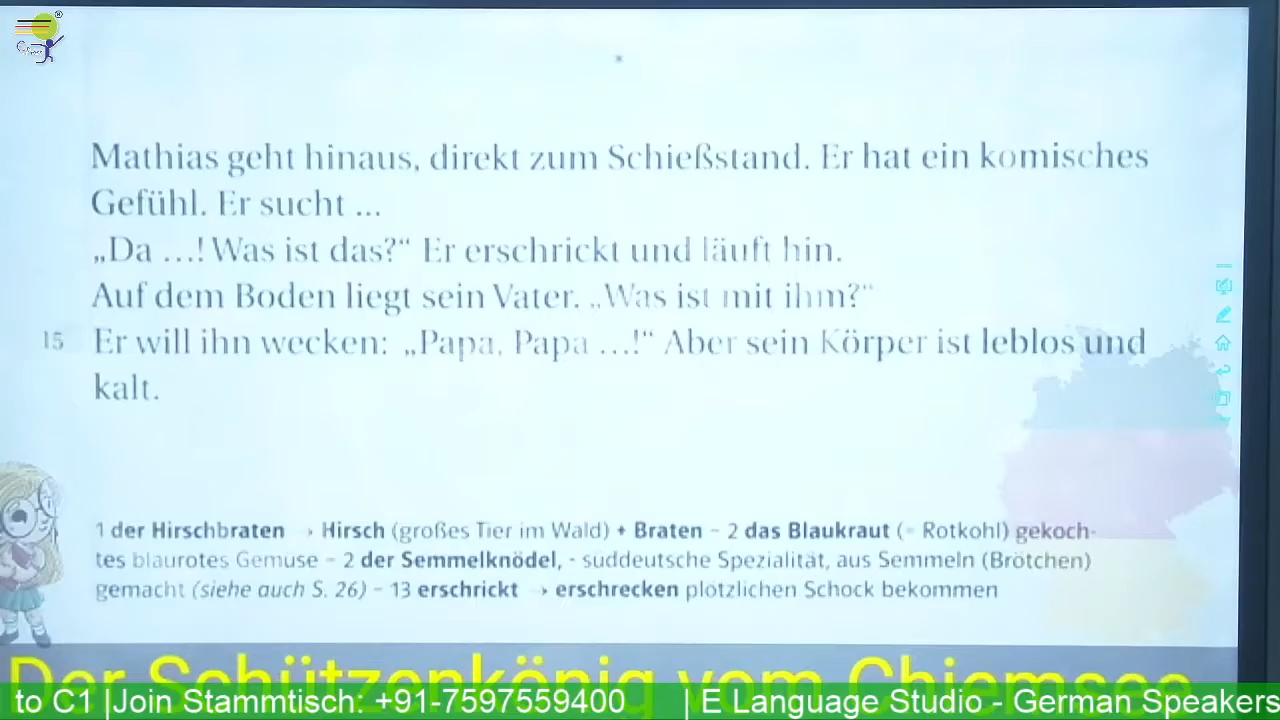 Mathias geht hinaus, direkt zum Schießstand. Er hat ein komisches
Gefühl. Er sucht ...
„Da ...! Was ist das?“ Er erschrickt und läuft hin.
Auf dem Boden liegt sein Vater. „Was ist mit ihm?“
15 Er will ihn wecken: „Papa, Papa ...!“ Aber sein Körper ist leblos und
kalt.
1 der Hirschbraten → Hirsch (großes Tier im Wald) + Braten – 2 das Blaukraut (= Rotkohl) gekoch-
tes blaurotes Gemüse – 2 der Semmelknödel, - süddeutsche Spezialität, aus Semmeln (Brötchen)
gemacht (siehe auch S. 26) – 13 erschrickt → erschrecken plötzlichen Schock bekommen
Der Schützenkönig vom Chiemsee
to C1 |Join Stammtisch: +91-7597559400 | E Language Studio - German Speakers